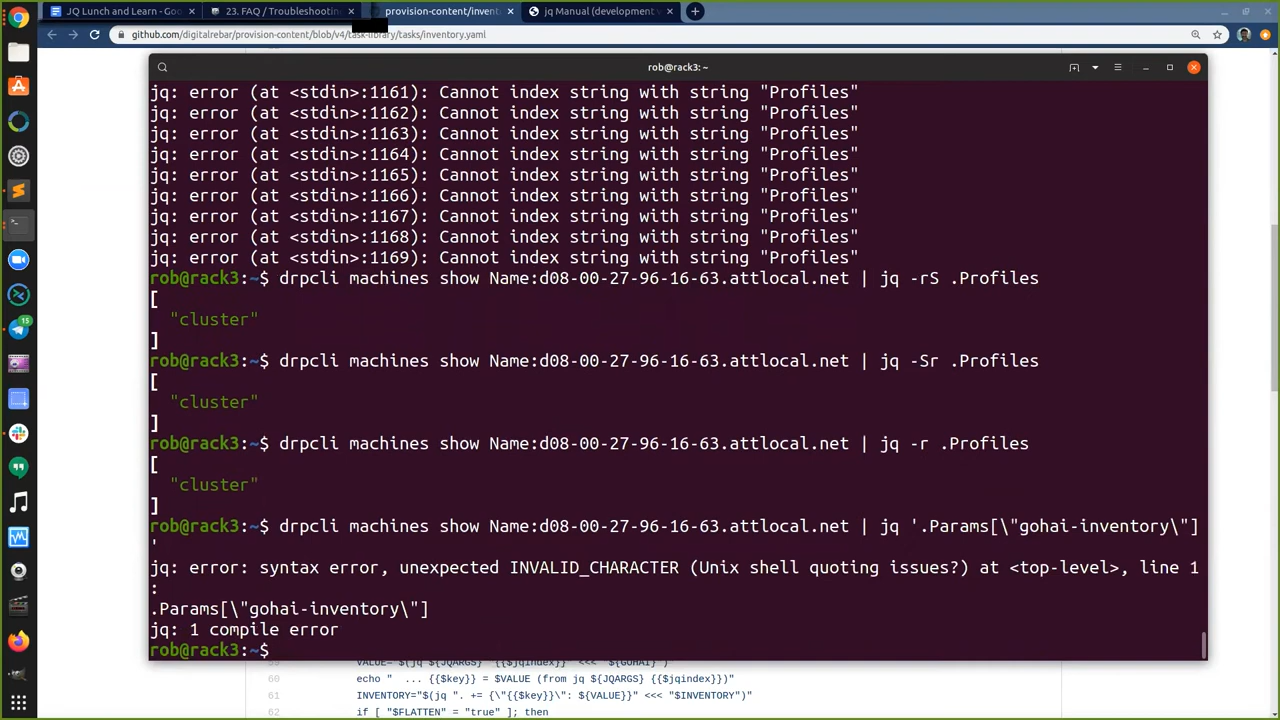 JQ Lunch and Learn - Goo
23. FAQ / Troubleshootin
provision-content/invent
jq Manual (development v
github.com/digitalrebar/provision-content/blob/v4/task-library/tasks/inventory.yaml
rob@rack3: ~
jq: error (at <stdin>:1161): Cannot index string with string "Profiles"
jq: error (at <stdin>:1162): Cannot index string with string "Profiles"
jq: error (at <stdin>:1163): Cannot index string with string "Profiles"
jq: error (at <stdin>:1164): Cannot index string with string "Profiles"
jq: error (at <stdin>:1165): Cannot index string with string "Profiles"
jq: error (at <stdin>:1166): Cannot index string with string "Profiles"
jq: error (at <stdin>:1167): Cannot index string with string "Profiles"
jq: error (at <stdin>:1168): Cannot index string with string "Profiles"
jq: error (at <stdin>:1169): Cannot index string with string "Profiles"
rob@rack3:~$ drpcli machines show Name:d08-00-27-96-16-63.attlocal.net | jq -rS .Profiles
[
"cluster"
]
rob@rack3:~$ drpcli machines show Name:d08-00-27-96-16-63.attlocal.net | jq -Sr .Profiles
[
"cluster"
]
rob@rack3:~$ drpcli machines show Name:d08-00-27-96-16-63.attlocal.net | jq -r .Profiles
[
"cluster"
]
rob@rack3:~$ drpcli machines show Name:d08-00-27-96-16-63.attlocal.net | jq '.Params[\"gohai-inventory\"]
'
jq: error: syntax error, unexpected INVALID_CHARACTER (Unix shell quoting issues?) at <top-level>, line 1
:
.Params[\"gohai-inventory\"]
jq: 1 compile error
rob@rack3:~$
59 VALUE="$(jq ${JQARGS} "{{$jqindex}}" <<< "${GOHAI}")"
60 echo " ... {{$key}} = $VALUE (from jq ${JQARGS} {{$jqindex}})"
61 INVENTORY="$(jq ". += {\"{{$key}}\": ${VALUE}}" <<< "$INVENTORY")"
62 if [ "$FLATTEN" = "true" ]; then
15